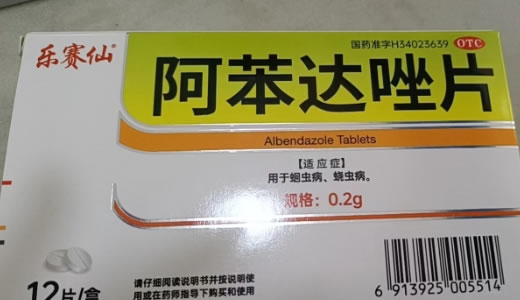 乐赛仙®
国药准字H34023639 OTC
阿苯达唑片
Albendazole Tablets
【适应症】
用于蛔虫病、蛲虫病。
规格：0.2g
12片/盒
请仔细阅读说明书并按说明使
用或在药师指导下购买和使用
6 913925 005514